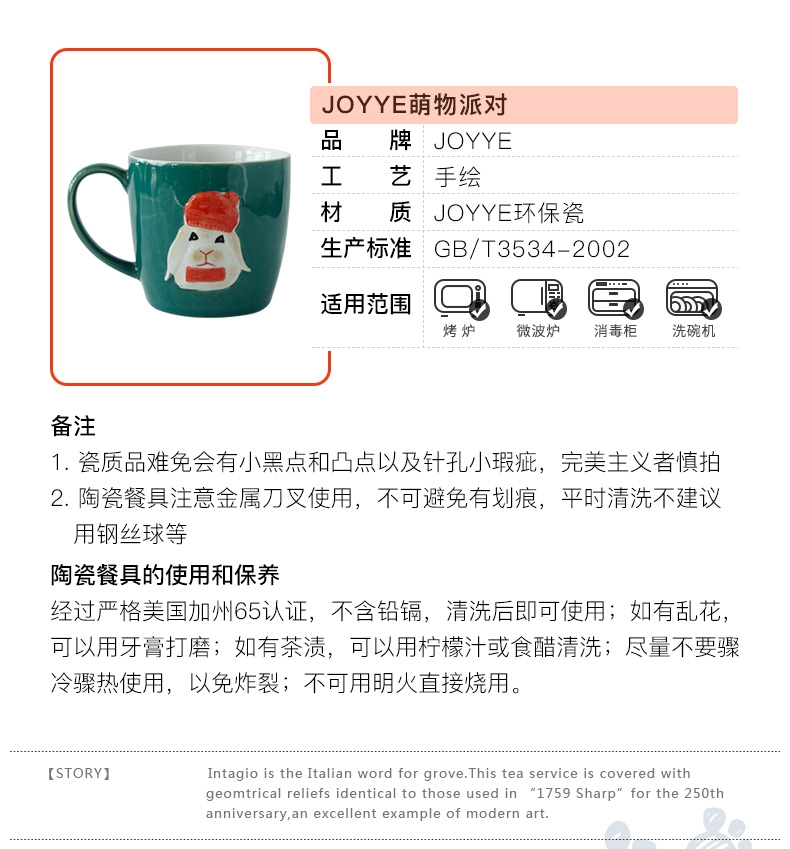 JOYYE萌物派对
品 牌 JOYYE
工 艺 手绘
材 质 JOYYE环保瓷
生产标准 GB/T3534-2002
适用范围
烤 炉 微波炉 消毒柜 洗碗机
备注
1. 瓷质品难免会有小黑点和凸点以及针孔小瑕疵，完美主义者慎拍
2. 陶瓷餐具注意金属刀叉使用，不可避免有划痕，平时清洗不建议
用钢丝球等
陶瓷餐具的使用和保养
经过严格美国加州65认证，不含铅镉，清洗后即可使用；如有乱花，
可以用牙膏打磨；如有茶渍，可以用柠檬汁或食醋清洗；尽量不要骤
冷骤热使用，以免炸裂；不可用明火直接烧用。
【STORY】 Intagio is the Italian word for grove.This tea service is covered with
geomtrical reliefs identical to those used in “1759 Sharp”for the 250th
anniversary,an excellent example of modern art.